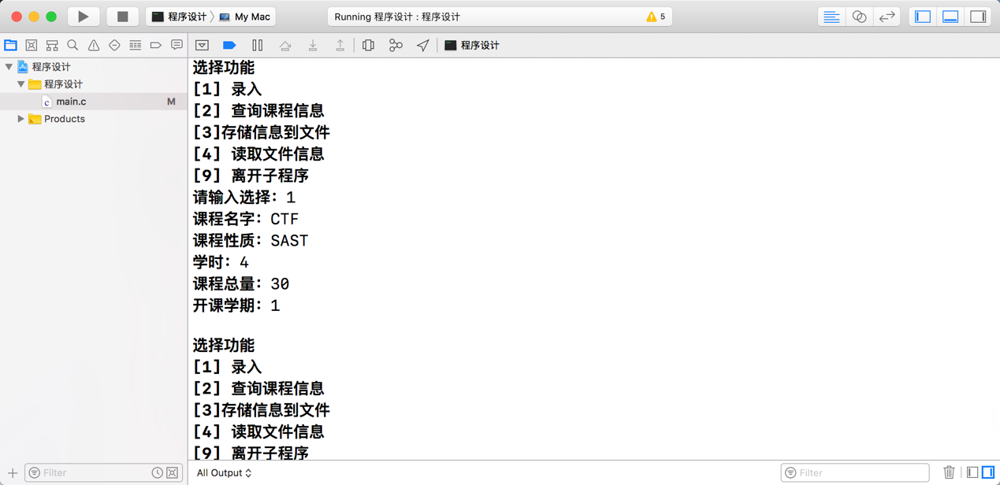 程序设计 〉 My Mac
Running 程序设计 : 程序设计
5
程序设计
程序设计
程序设计
main.c M
Products
选择功能
[1] 录入
[2] 查询课程信息
[3]存储信息到文件
[4] 读取文件信息
[9] 离开子程序
请输入选择：1
课程名字：CTF
课程性质：SAST
学时：4
课程总量：30
开课学期：1
选择功能
[1] 录入
[2] 查询课程信息
[3]存储信息到文件
[4] 读取文件信息
[9] 离开子程序
Filter
All Output
Filter